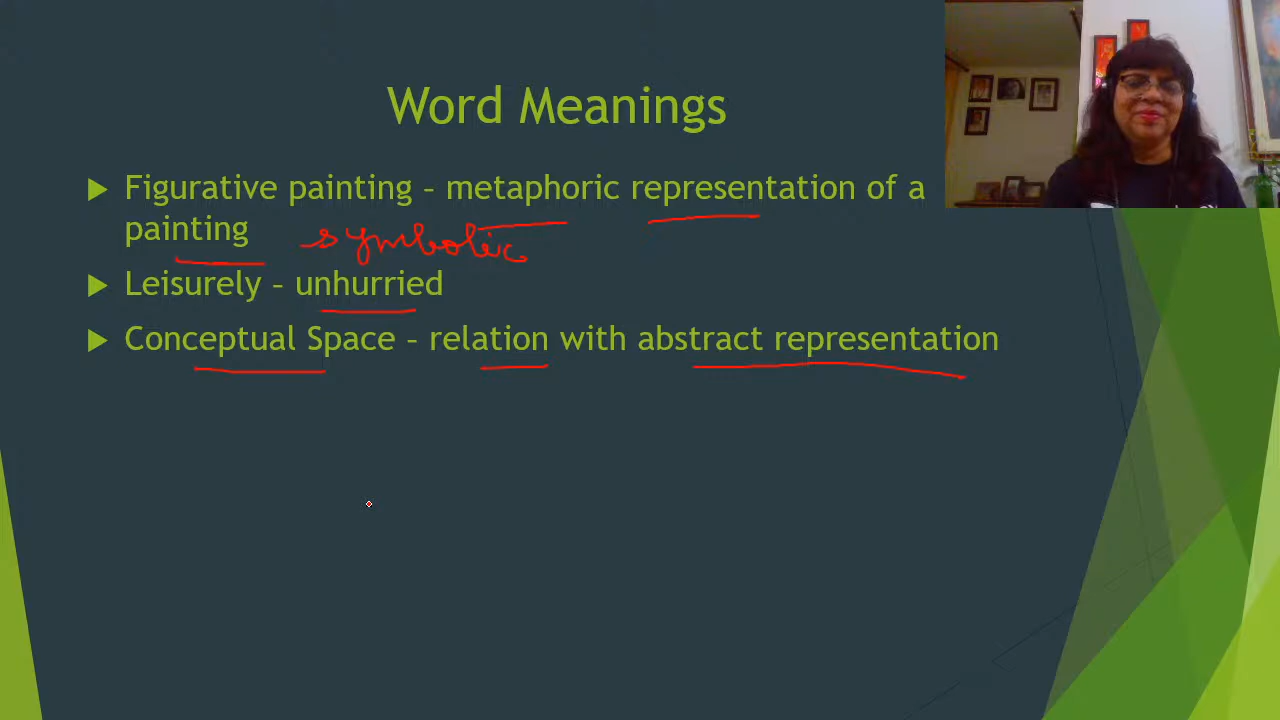 Word Meanings
Figurative painting – metaphoric representation of a
painting symbolic
Leisurely – unhurried
Conceptual Space – relation with abstract representation